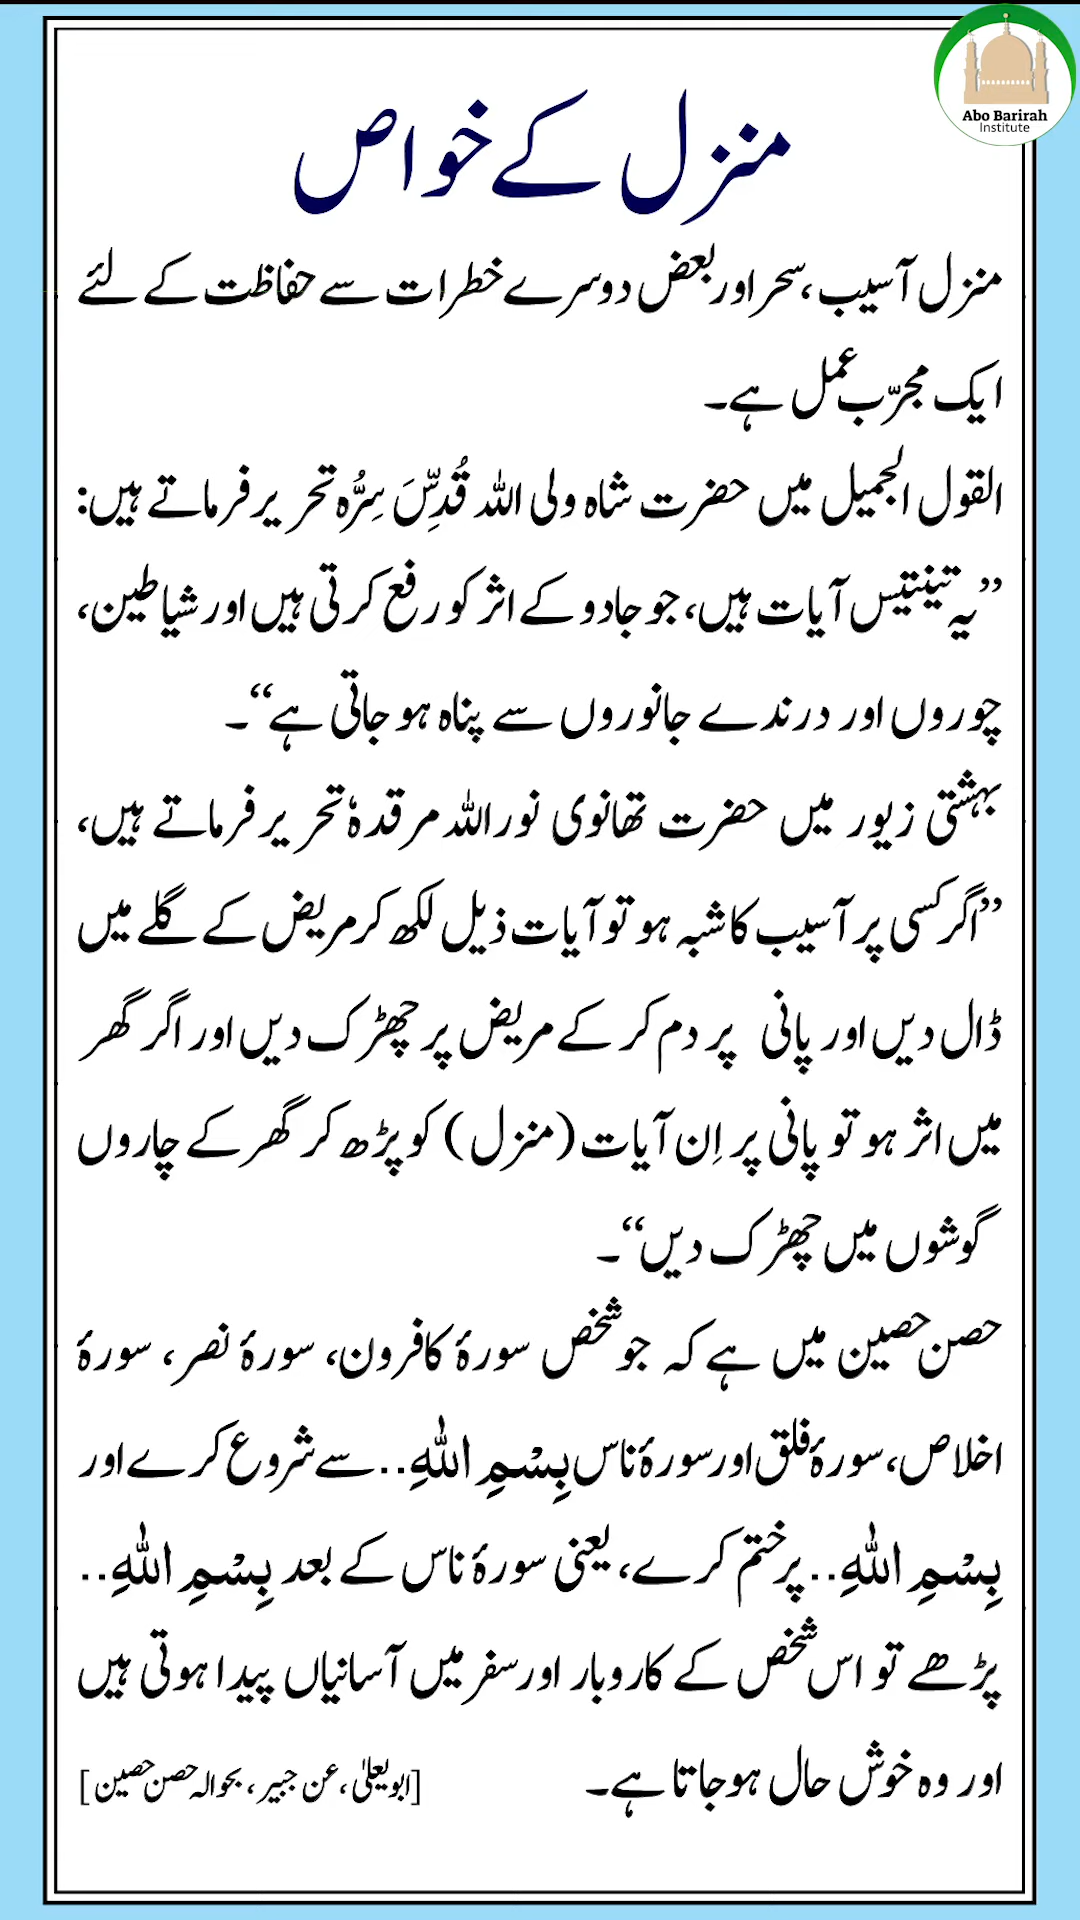 Abo Barirah
Institute
منزل کے خواص
منزل آسیب، سحر اور بعض دوسرے خطرات سے حفاظت کے لئے
ایک مجرّب عمل ہے۔
القول الجمیل میں حضرت شاہ ولی اللہ قُدِّسَ سِرُّہ تحریر فرماتے ہیں:
”یہ تینتیس آیات ہیں، جو جادو کے اثر کو رفع کرتی ہیں اور شیاطین،
چوروں اور درندے جانوروں سے پناہ ہو جاتی ہے“۔
بہشتی زیور میں حضرت تھانوی نور اللہ مرقدہٗ تحریر فرماتے ہیں،
”اگر کسی پر آسیب کا شبہ ہو تو آیات ذیل لکھ کر مریض کے گلے میں
ڈال دیں اور پانی پر دم کر کے مریض پر چھڑک دیں اور اگر گھر
میں اثر ہو تو پانی پر اِن آیات (منزل) کو پڑھ کر گھر کے چاروں
گوشوں میں چھڑک دیں“۔
حصن حصین میں ہے کہ جو شخص سورۂ کافرون، سورۂ نصر، سورۂ
اخلاص، سورۂ فلق اور سورۂ ناس بِسْمِ اللهِ.. سے شروع کرے اور
بِسْمِ اللهِ.. پر ختم کرے، یعنی سورۂ ناس کے بعد بِسْمِ اللهِ..
پڑھے تو اس شخص کے کاروبار اور سفر میں آسانیاں پیدا ہوتی ہیں
اور وہ خوش حال ہو جاتا ہے۔ [ابویعلیٰ، عن جبیر، بحوالہ حصن حصین]